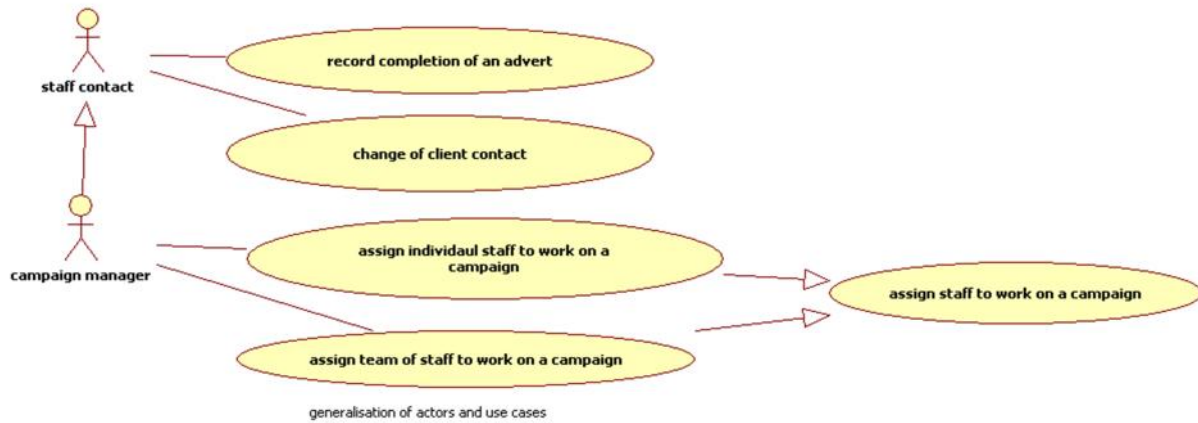 record completion of an advert
staff contact
change of client contact
assign individaul staff to work on a
campaign
campaign manager
assign staff to work on a campaign
assign team of staff to work on a campaign
generalisation of actors and use cases